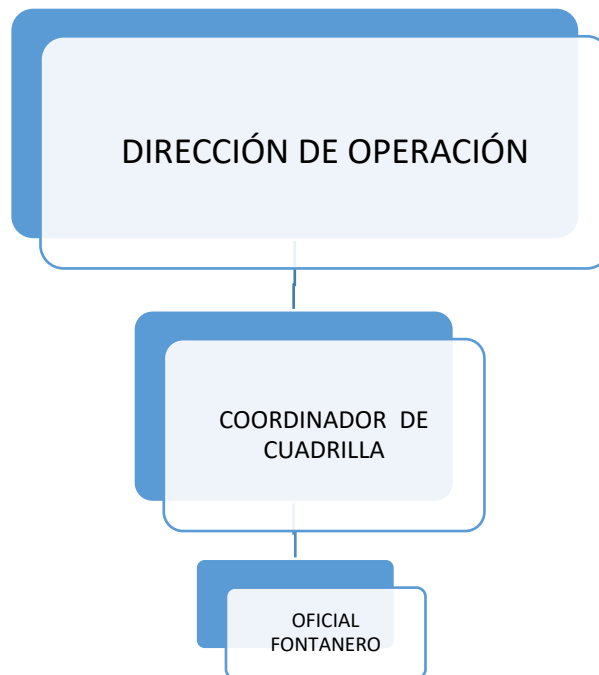 DIRECCIÓN DE OPERACIÓN
COORDINADOR DE
CUADRILLA
OFICIAL
FONTANERO